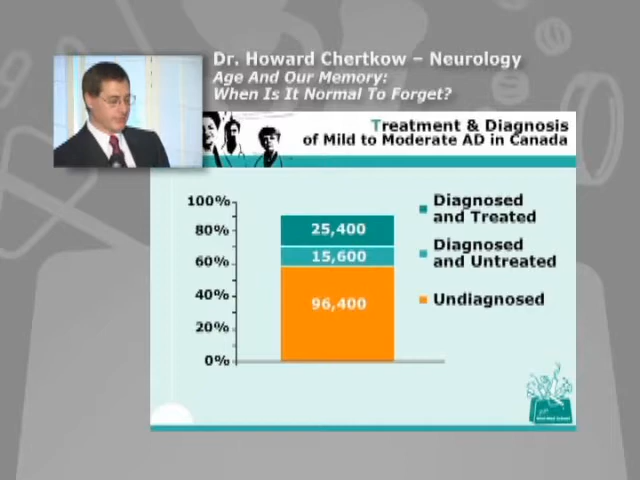 Dr. Howard Chertkow – Neurology
Age And Our Memory:
When Is It Normal To Forget?
Treatment & Diagnosis
of Mild to Moderate AD in Canada
100%
80%
60%
40%
20%
0%
25,400
15,600
96,400
Diagnosed
and Treated
Diagnosed
and Untreated
Undiagnosed